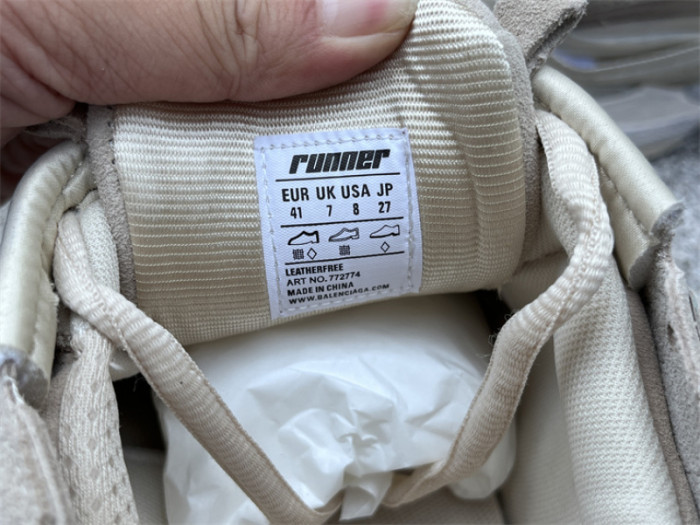 runner
EUR UK USA JP
41 7 8 27
LEATHERFREE
ART NO. 772774
MADE IN CHINA
WWW.BALENCIAGA.COM